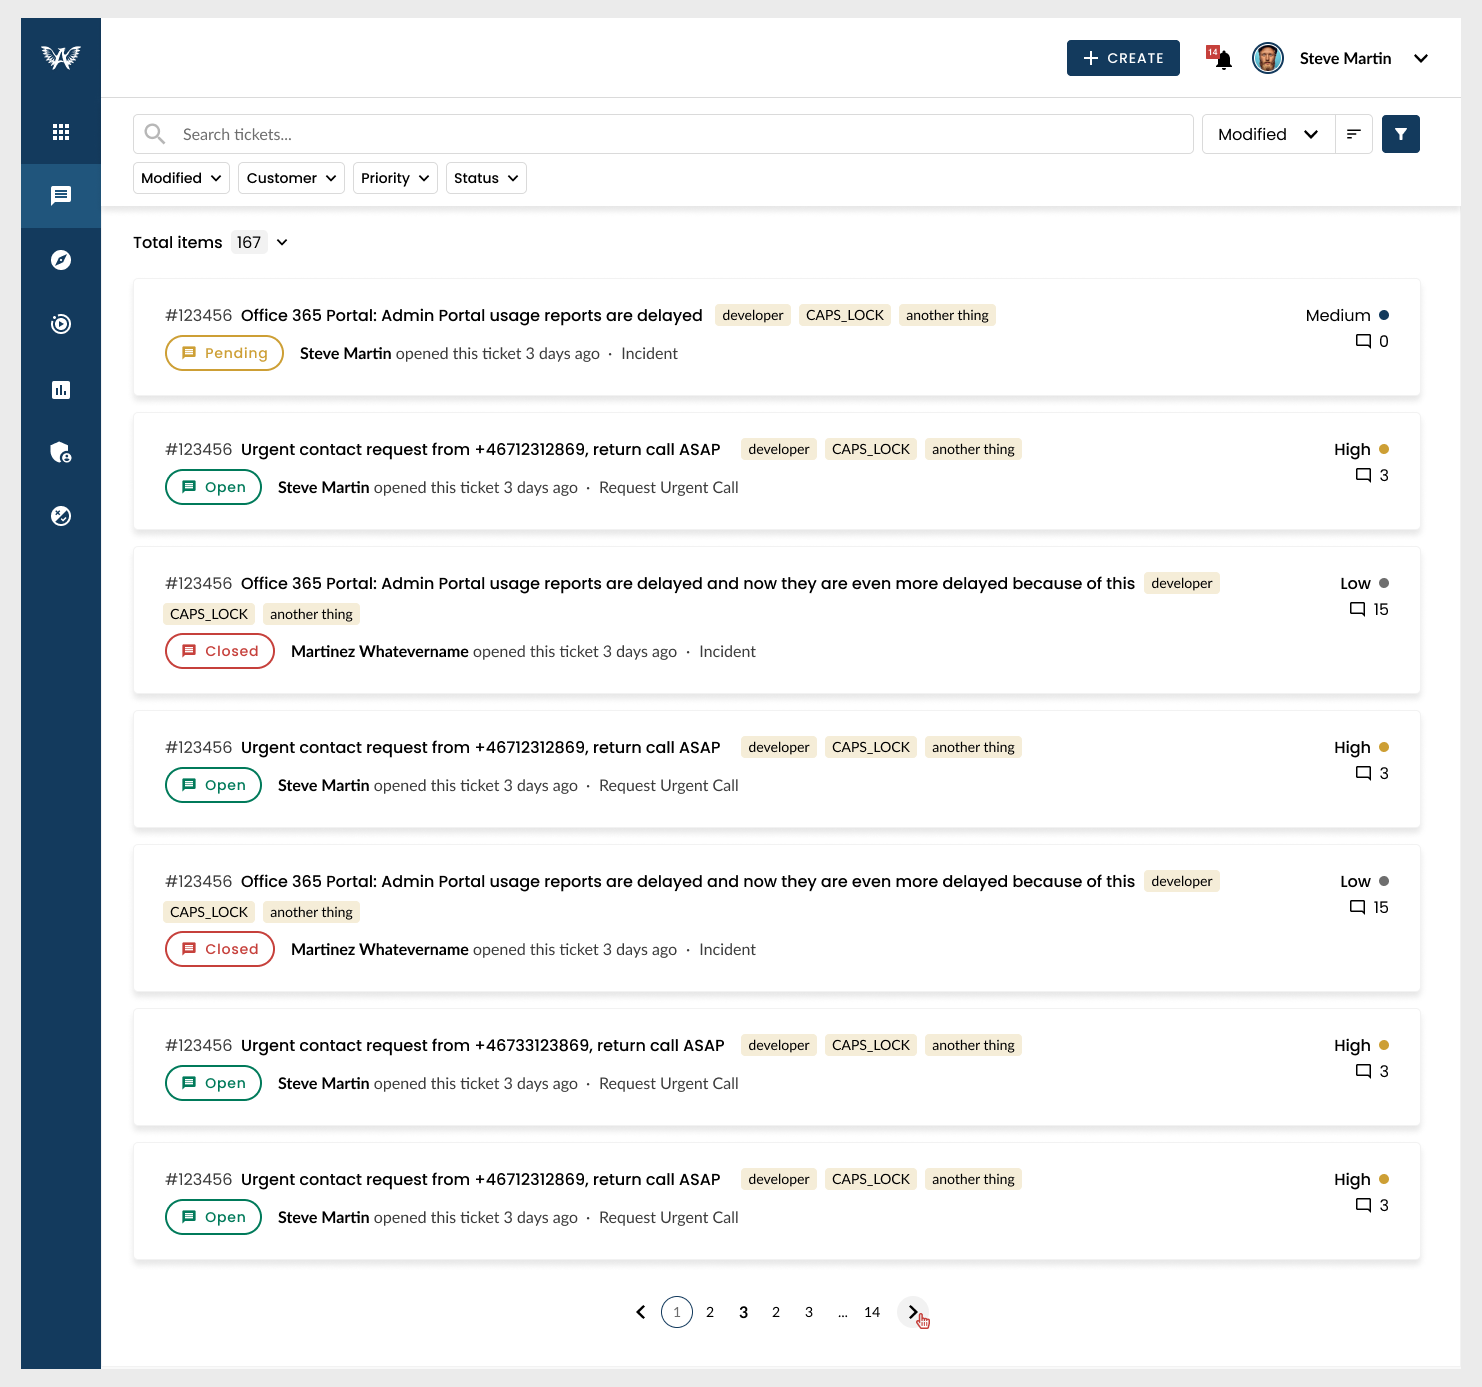 + CREATE 14 Steve Martin
Search tickets... Modified
Modified Customer Priority Status
Total items 167
#123456 Office 365 Portal: Admin Portal usage reports are delayed developer CAPS_LOCK another thing Medium
0
Pending Steve Martin opened this ticket 3 days ago · Incident
#123456 Urgent contact request from +46712312869, return call ASAP developer CAPS_LOCK another thing High
3
Open Steve Martin opened this ticket 3 days ago · Request Urgent Call
#123456 Office 365 Portal: Admin Portal usage reports are delayed and now they are even more delayed because of this developer Low
CAPS_LOCK another thing 15
Closed Martinez Whatevername opened this ticket 3 days ago · Incident
#123456 Urgent contact request from +46712312869, return call ASAP developer CAPS_LOCK another thing High
3
Open Steve Martin opened this ticket 3 days ago · Request Urgent Call
#123456 Office 365 Portal: Admin Portal usage reports are delayed and now they are even more delayed because of this developer Low
CAPS_LOCK another thing 15
Closed Martinez Whatevername opened this ticket 3 days ago · Incident
#123456 Urgent contact request from +46733123869, return call ASAP developer CAPS_LOCK another thing High
3
Open Steve Martin opened this ticket 3 days ago · Request Urgent Call
#123456 Urgent contact request from +46712312869, return call ASAP developer CAPS_LOCK another thing High
3
Open Steve Martin opened this ticket 3 days ago · Request Urgent Call
1 2 3 2 3 ... 14